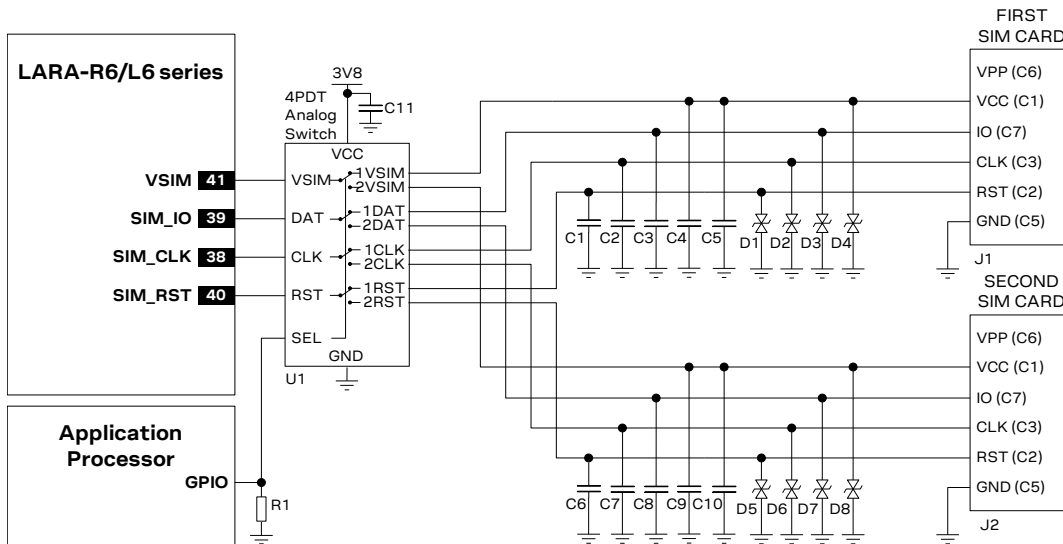 LARA-R6/L6 series
VSIM 41
SIM_IO 39
SIM_CLK 38
SIM_RST 40
Application
Processor
GPIO
R1
3V8
C11
4PDT
Analog
Switch
VCC
VSIM
1VSIM
2VSIM
DAT
1DAT
2DAT
CLK
1CLK
2CLK
RST
1RST
2RST
SEL
GND
U1
C1 C2 C3 C4 C5 D1 D2 D3 D4
FIRST
SIM CARD
VPP (C6)
VCC (C1)
IO (C7)
CLK (C3)
RST (C2)
GND (C5)
J1
C6 C7 C8 C9 C10 D5 D6 D7 D8
SECOND
SIM CARD
VPP (C6)
VCC (C1)
IO (C7)
CLK (C3)
RST (C2)
GND (C5)
J2